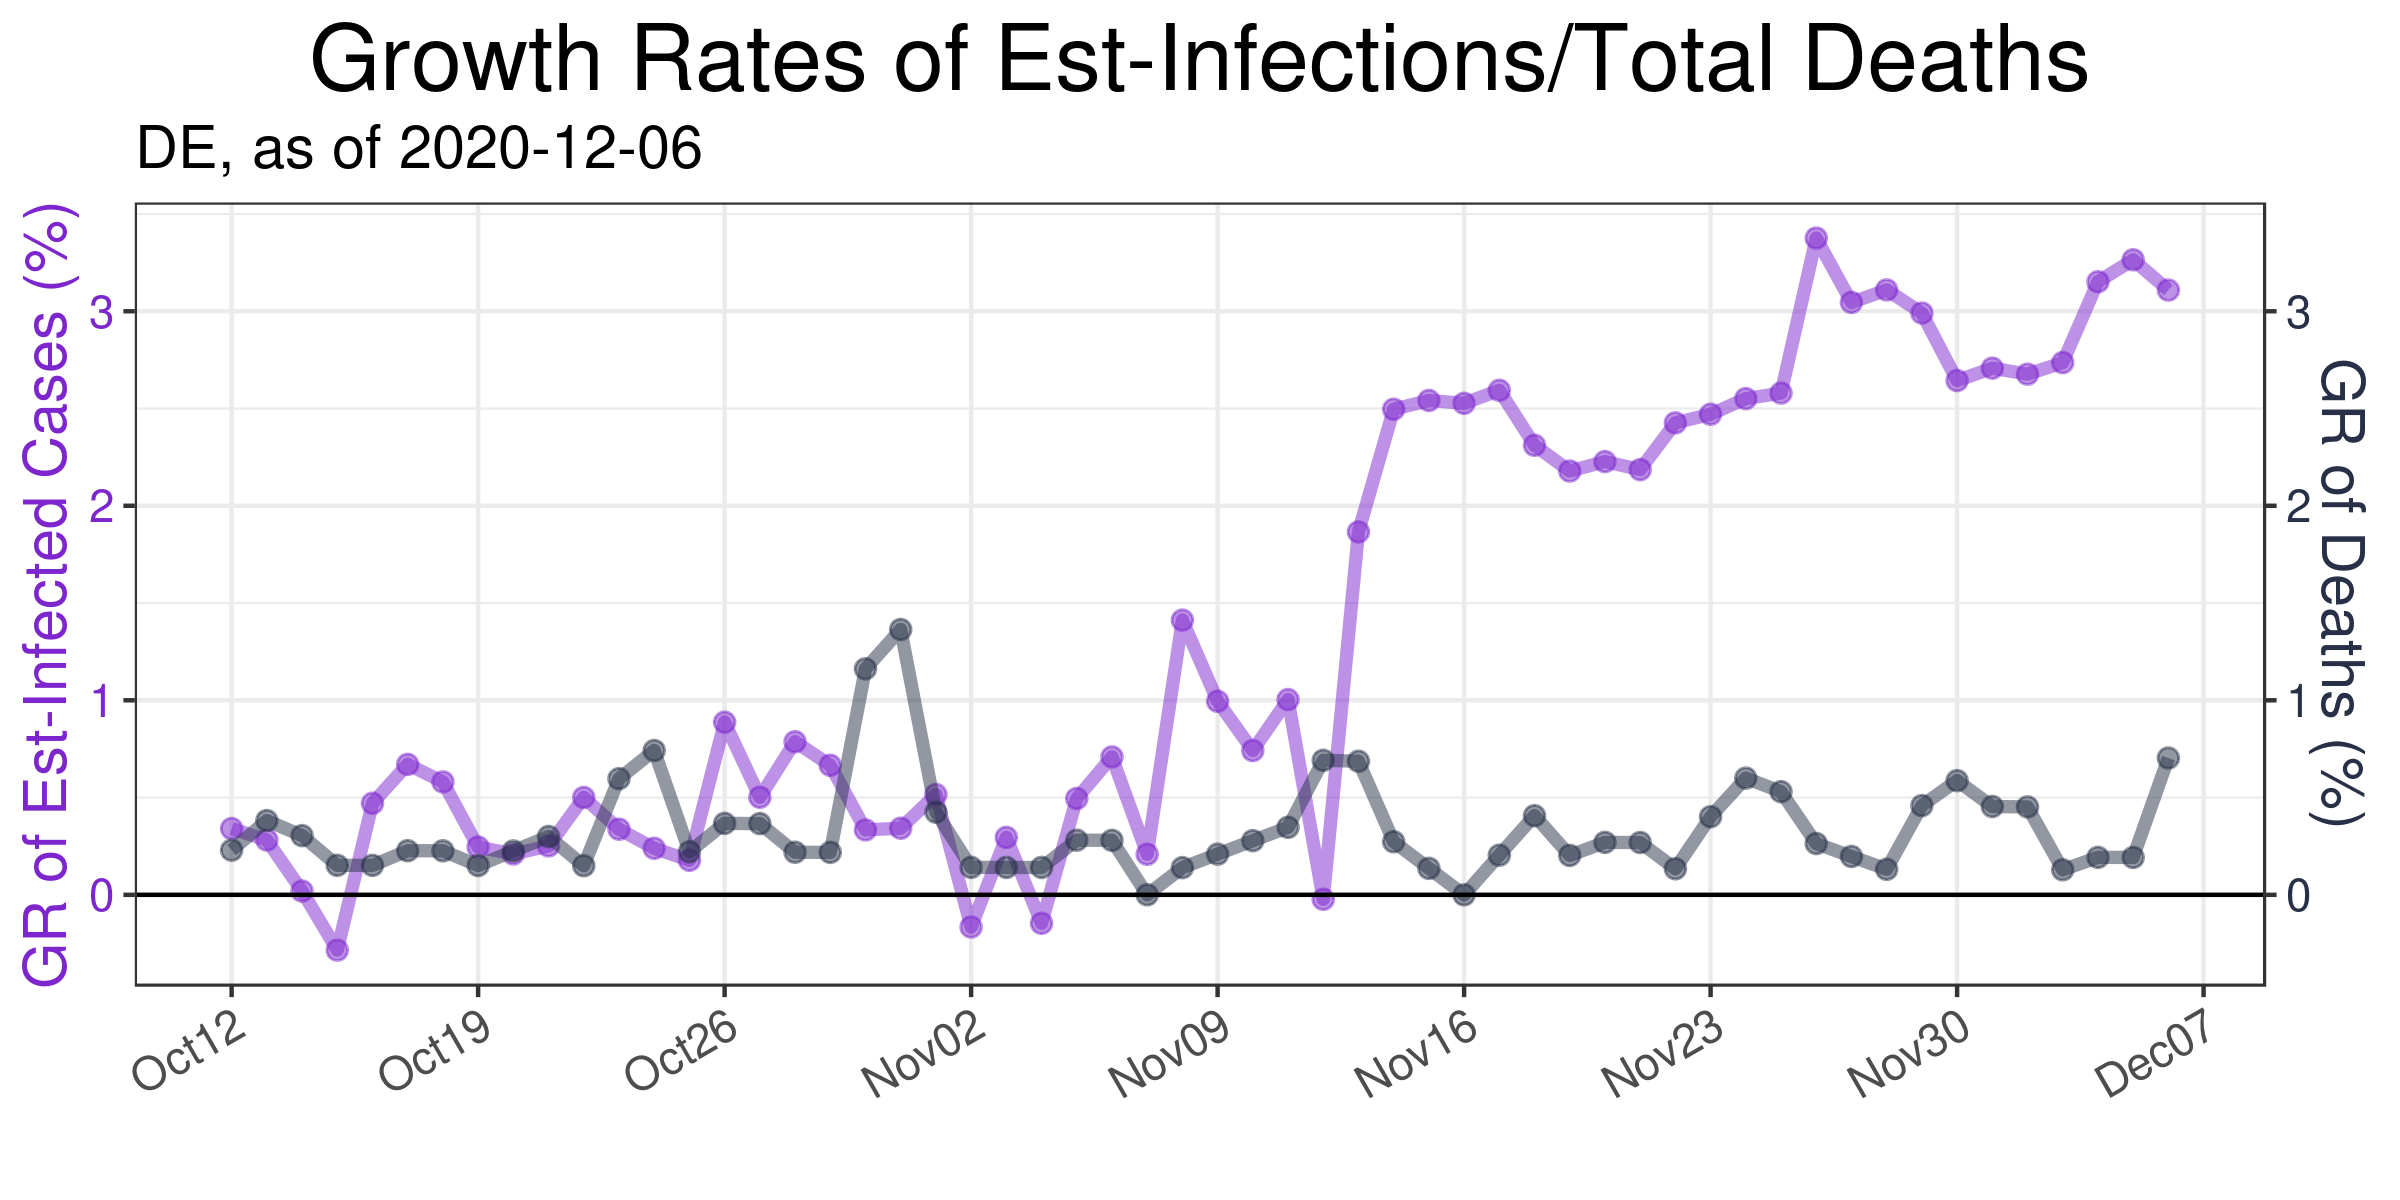 Growth Rates of Est-Infections/Total Deaths
DE, as of 2020-12-06
GR of Est-Infected Cases (%)
3
2
1
0
3
2
1
0
GR of Deaths (%)
Oct12
Oct19
Oct26
Nov02
Nov09
Nov16
Nov23
Nov30
Dec07